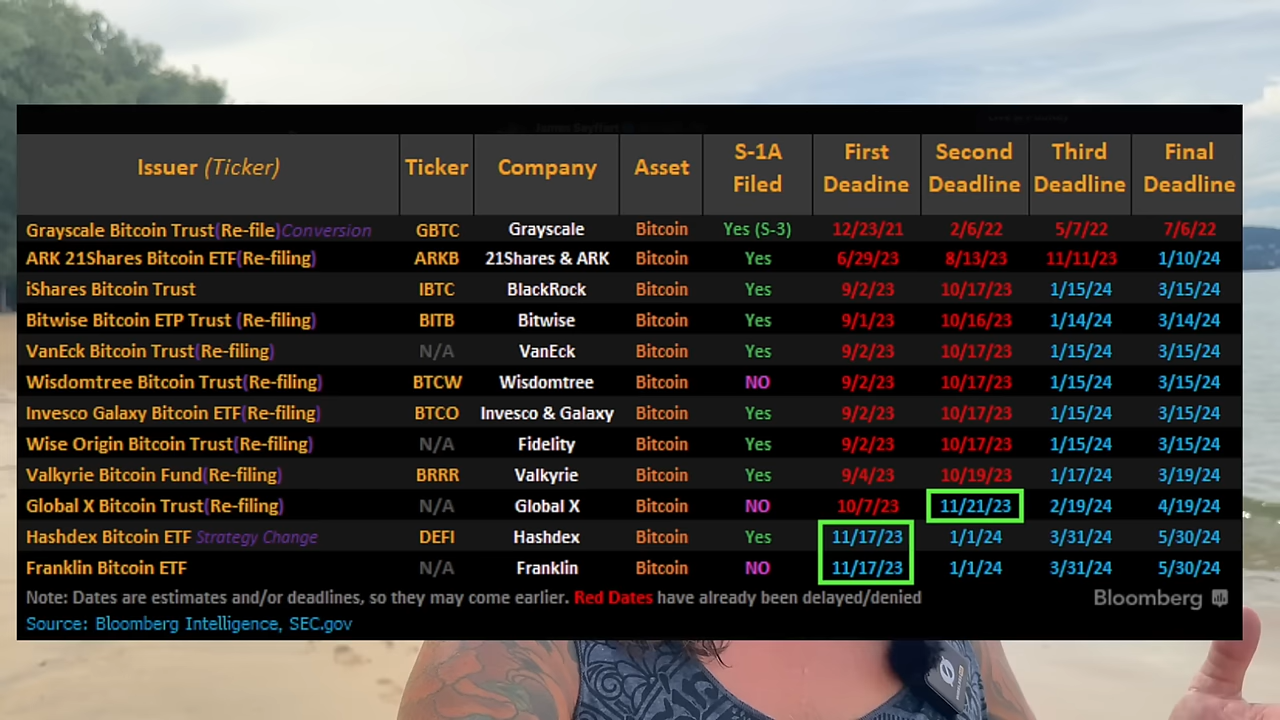 Issuer (Ticker) Ticker Company Asset S-1A Filed First Deadine Second Deadline Third Deadline Final Deadline
Grayscale Bitcoin Trust(Re-file)Conversion GBTC Grayscale Bitcoin Yes (S-3) 12/23/21 2/6/22 5/7/22 7/6/22
ARK 21Shares Bitcoin ETF(Re-filing) ARKB 21Shares & ARK Bitcoin Yes 6/29/23 8/13/23 11/11/23 1/10/24
iShares Bitcoin Trust IBTC BlackRock Bitcoin Yes 9/2/23 10/17/23 1/15/24 3/15/24
Bitwise Bitcoin ETP Trust (Re-filing) BITB Bitwise Bitcoin Yes 9/1/23 10/16/23 1/14/24 3/14/24
VanEck Bitcoin Trust(Re-filing) N/A VanEck Bitcoin Yes 9/2/23 10/17/23 1/15/24 3/15/24
Wisdomtree Bitcoin Trust(Re-filing) BTCW Wisdomtree Bitcoin NO 9/2/23 10/17/23 1/15/24 3/15/24
Invesco Galaxy Bitcoin ETF(Re-filing) BTCO Invesco & Galaxy Bitcoin Yes 9/2/23 10/17/23 1/15/24 3/15/24
Wise Origin Bitcoin Trust(Re-filing) N/A Fidelity Bitcoin Yes 9/2/23 10/17/23 1/15/24 3/15/24
Valkyrie Bitcoin Fund(Re-filing) BRRR Valkyrie Bitcoin Yes 9/4/23 10/19/23 1/17/24 3/19/24
Global X Bitcoin Trust(Re-filing) N/A Global X Bitcoin NO 10/7/23 11/21/23 2/19/24 4/19/24
Hashdex Bitcoin ETF Strategy Change DEFI Hashdex Bitcoin Yes 11/17/23 1/1/24 3/31/24 5/30/24
Franklin Bitcoin ETF N/A Franklin Bitcoin NO 11/17/23 1/1/24 3/31/24 5/30/24
Note: Dates are estimates and/or deadlines, so they may come earlier. Red Dates have already been delayed/denied Bloomberg
Source: Bloomberg Intelligence, SEC.gov